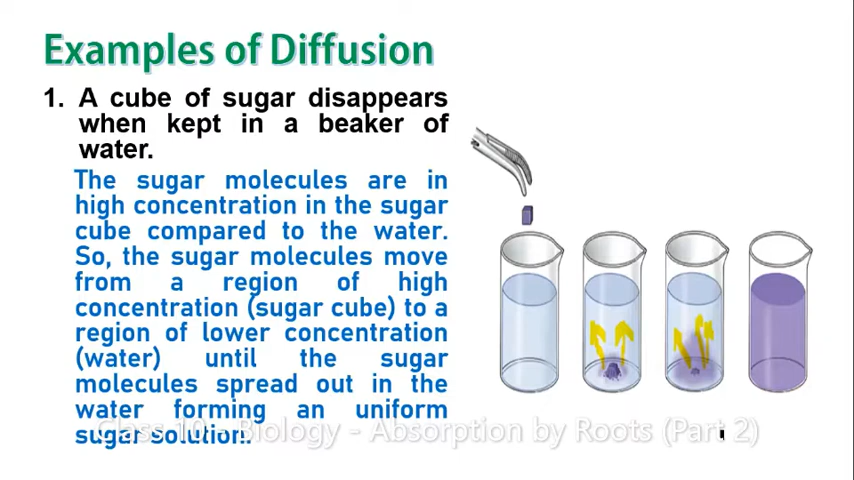 Examples of Diffusion
1. A cube of sugar disappears
when kept in a beaker of
water.
The sugar molecules are in
high concentration in the sugar
cube compared to the water.
So, the sugar molecules move
from a region of high
concentration (sugar cube) to a
region of lower concentration
(water) until the sugar
molecules spread out in the
water forming an uniform
sugar solution.
Class 10 - Biology - Absorption by Roots (Part 2)